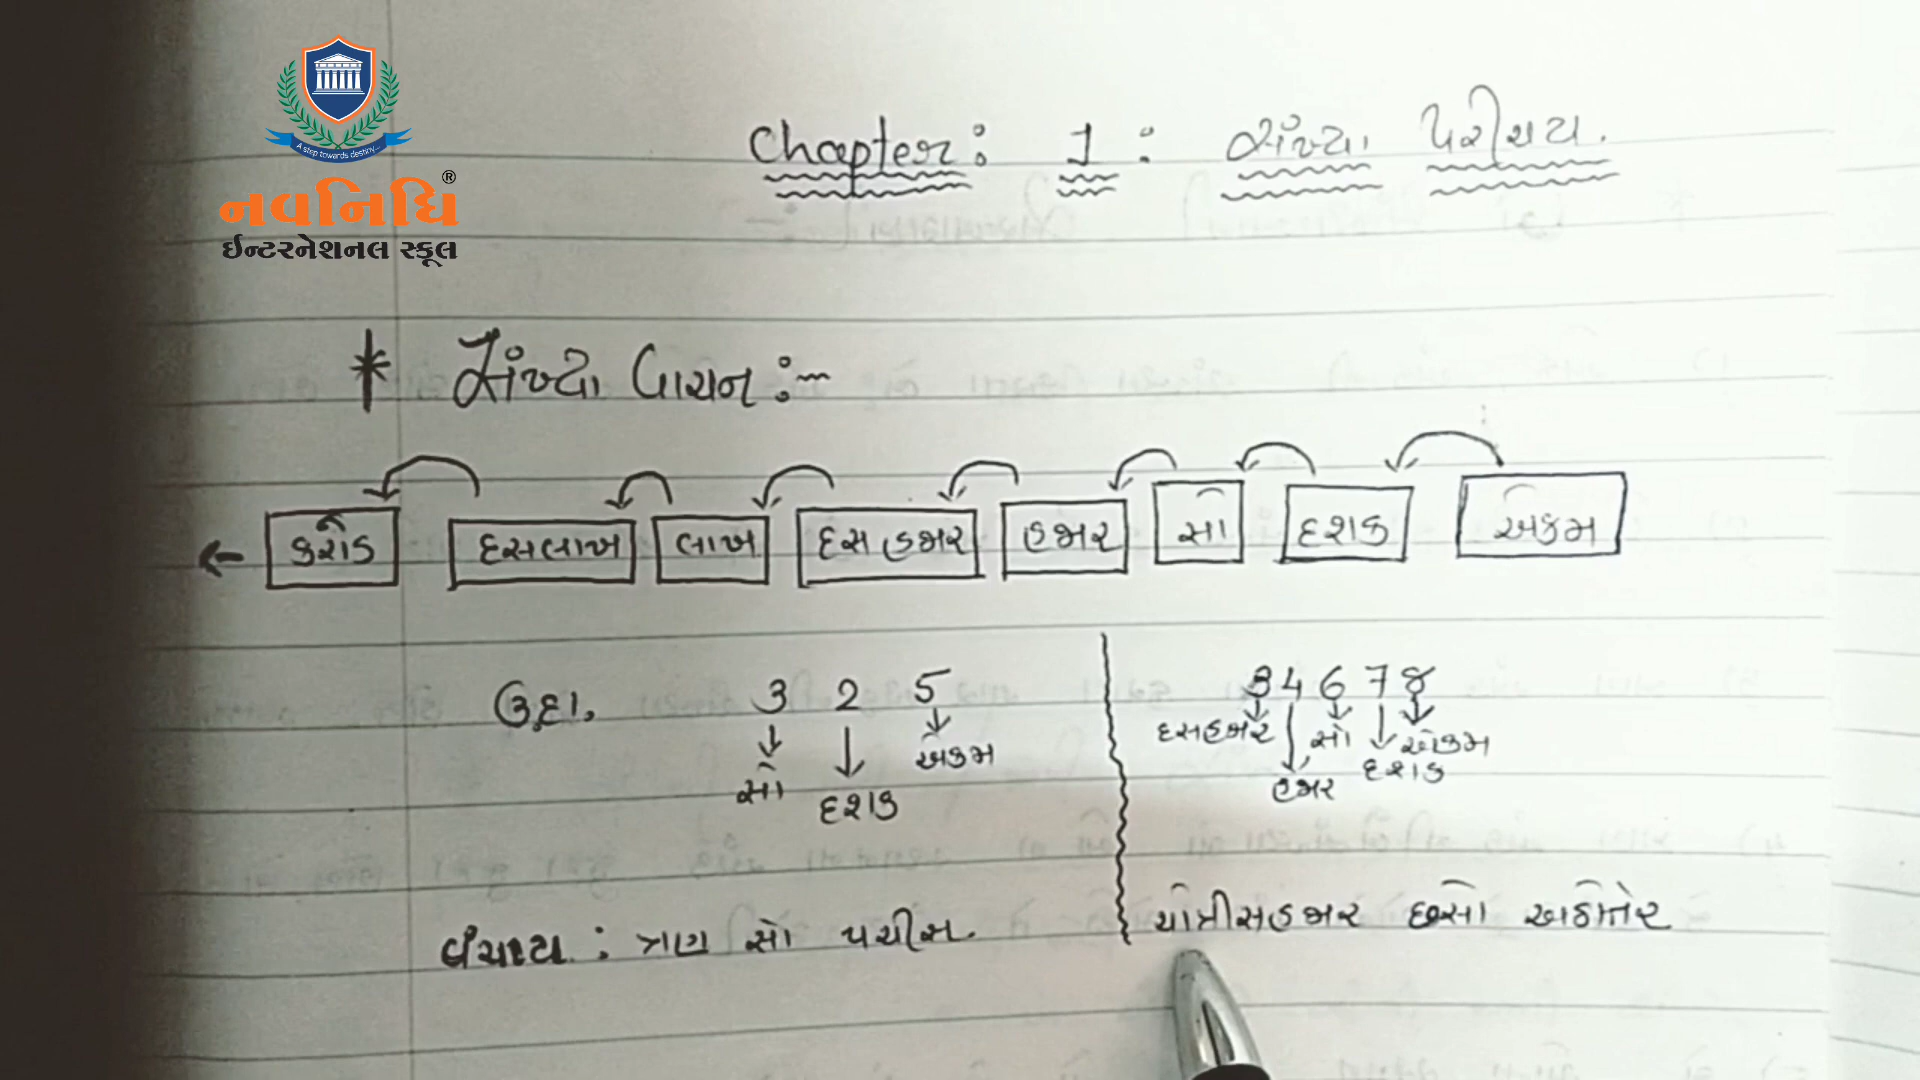 A step towards destiny...
નવનિધિ ®
ઈન્ટરનેશનલ સ્કૂલ
Chapter: 1: સંખ્યા પરીચય.
* સંખ્યા વાચન :-
← કરોડ દસલાખ લાખ દસ હજાર હજાર સો દશક એકમ
ઉદા. 3 2 5
સો દશક એકમ
3 4 6 7 8
દસહજાર હજાર સો દશક એકમ
વંચાય : ત્રણ સો પચીસ.
ચોત્રીસહજાર છસો અઠોતેર